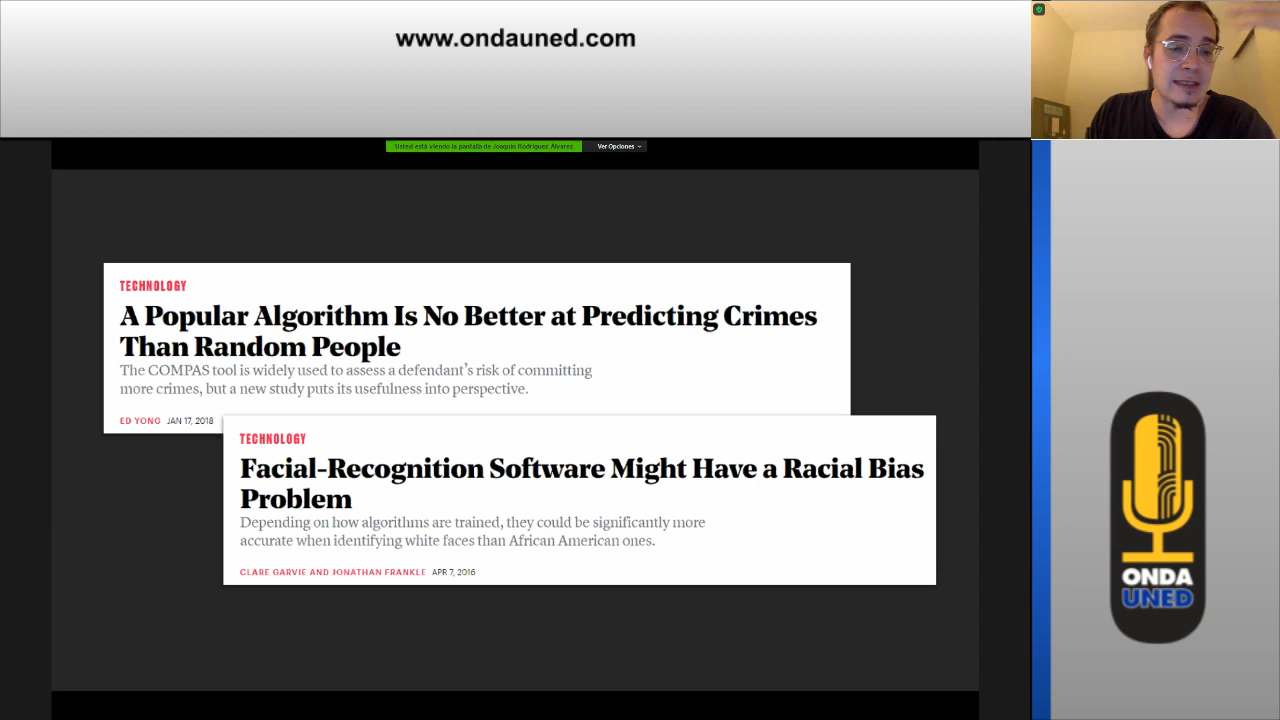 www.ondauned.com
Usted está viendo la pantalla de Joaquín Rodríguez Álvarez
Ver Opciones
TECHNOLOGY
A Popular Algorithm Is No Better at Predicting Crimes
Than Random People
The COMPAS tool is widely used to assess a defendant’s risk of committing
more crimes, but a new study puts its usefulness into perspective.
ED YONG JAN 17, 2018
TECHNOLOGY
Facial-Recognition Software Might Have a Racial Bias
Problem
Depending on how algorithms are trained, they could be significantly more
accurate when identifying white faces than African American ones.
CLARE GARVIE AND JONATHAN FRANKLE APR 7, 2016
ONDA
UNED